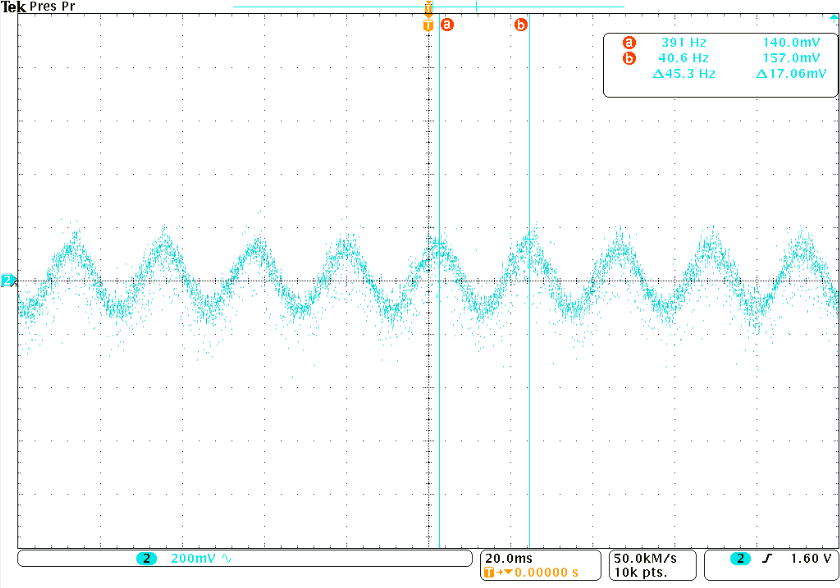 Tek Pres Pr
T
T a b
a 391 Hz 140.0mV
b 40.6 Hz 157.0mV
Δ45.3 Hz Δ17.06mV
2
2 200mV ∿
20.0ms
T→▼0.00000 s
50.0kM/s
10k pts.
2 ∫ 1.60 V